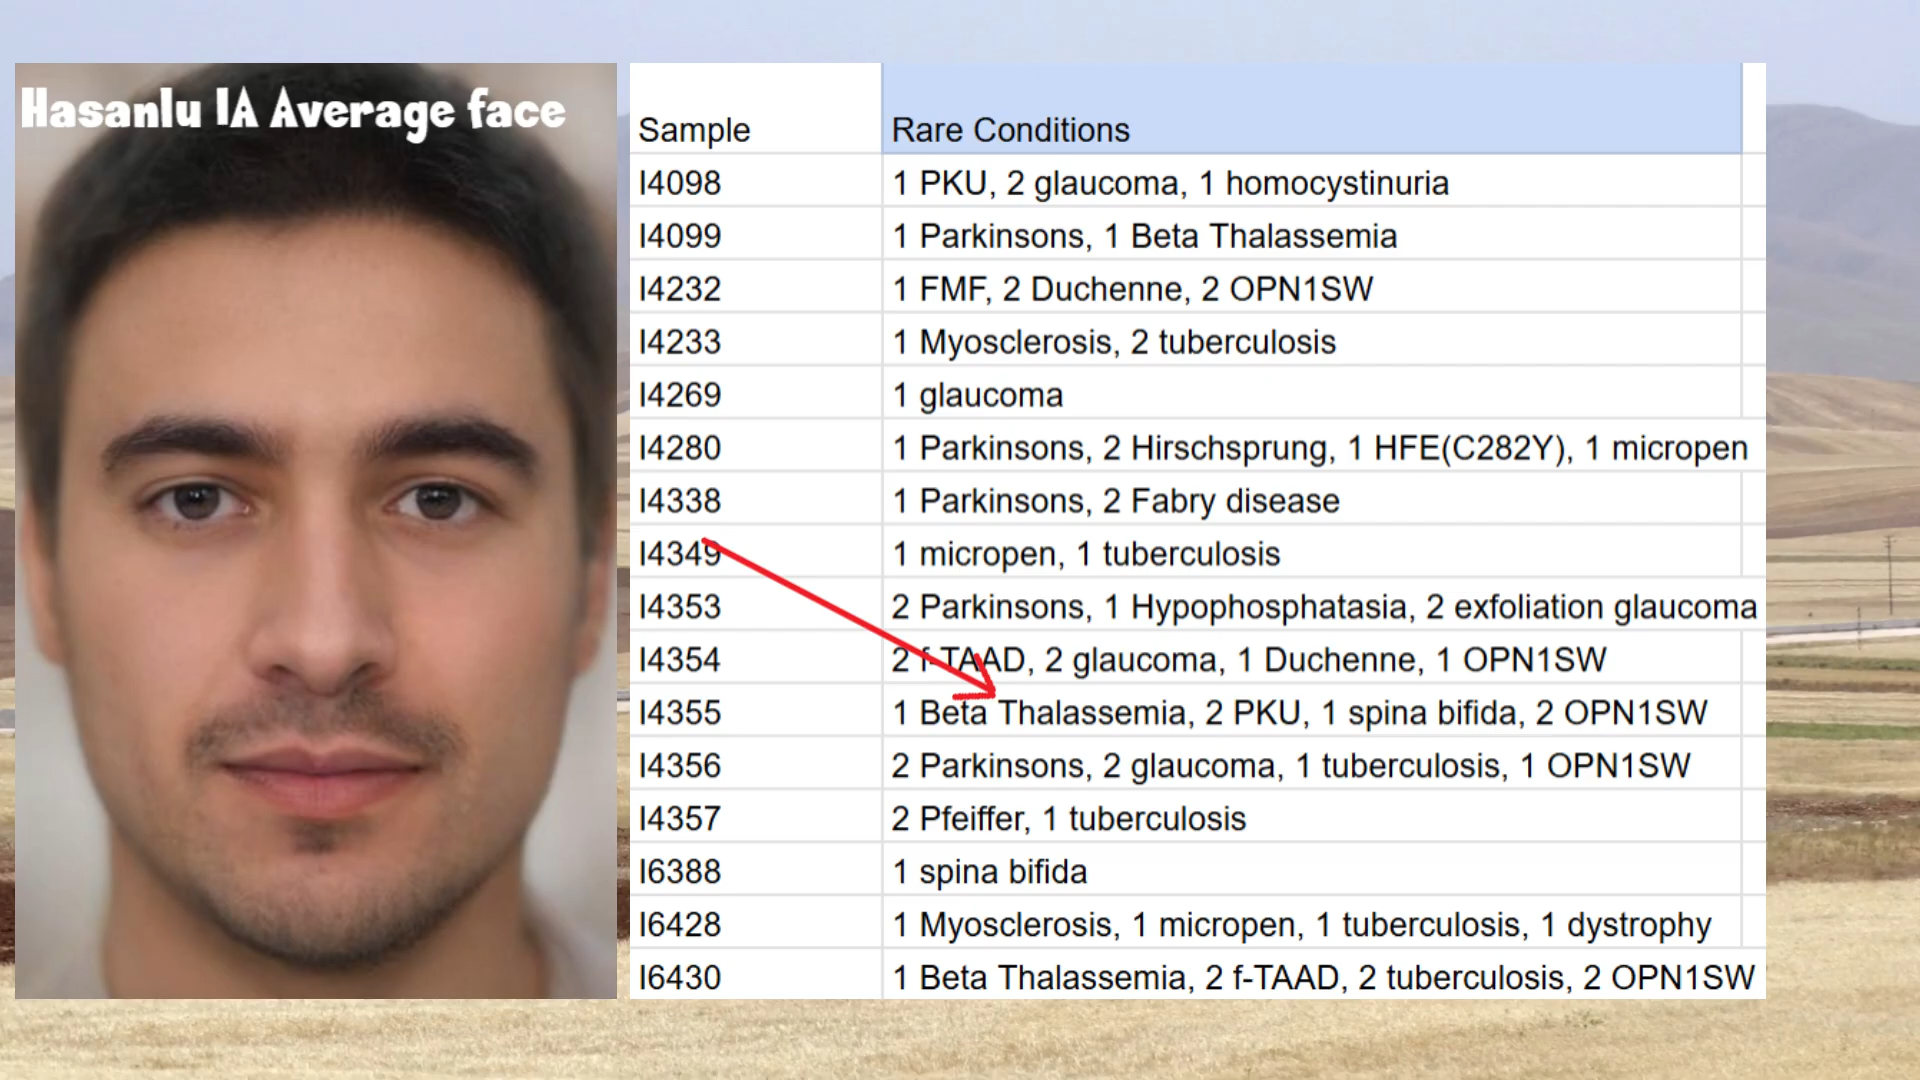 Hasanlu IA Average face
Sample Rare Conditions
I4098 1 PKU, 2 glaucoma, 1 homocystinuria
I4099 1 Parkinsons, 1 Beta Thalassemia
I4232 1 FMF, 2 Duchenne, 2 OPN1SW
I4233 1 Myosclerosis, 2 tuberculosis
I4269 1 glaucoma
I4280 1 Parkinsons, 2 Hirschsprung, 1 HFE(C282Y), 1 micropen
I4338 1 Parkinsons, 2 Fabry disease
I4349 1 micropen, 1 tuberculosis
I4353 2 Parkinsons, 1 Hypophosphatasia, 2 exfoliation glaucoma
I4354 2 f-TAAD, 2 glaucoma, 1 Duchenne, 1 OPN1SW
I4355 1 Beta Thalassemia, 2 PKU, 1 spina bifida, 2 OPN1SW
I4356 2 Parkinsons, 2 glaucoma, 1 tuberculosis, 1 OPN1SW
I4357 2 Pfeiffer, 1 tuberculosis
I6388 1 spina bifida
I6428 1 Myosclerosis, 1 micropen, 1 tuberculosis, 1 dystrophy
I6430 1 Beta Thalassemia, 2 f-TAAD, 2 tuberculosis, 2 OPN1SW